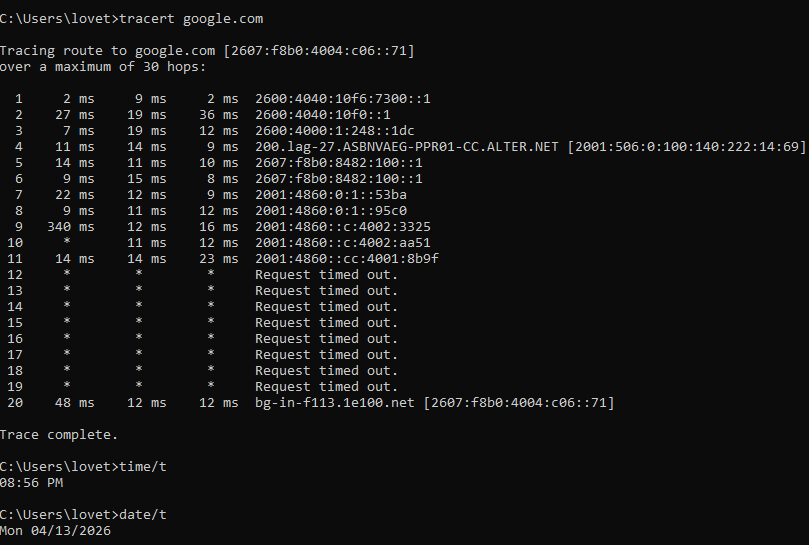 C:\Users\lovet>tracert google.com
Tracing route to google.com [2607:f8b0:4004:c06::71]
over a maximum of 30 hops:
1 2 ms 9 ms 2 ms 2600:4040:10f6:7300::1
2 27 ms 19 ms 36 ms 2600:4040:10f0::1
3 7 ms 19 ms 12 ms 2600:4000:1:248::1dc
4 11 ms 14 ms 9 ms 200.lag-27.ASBNVAEG-PPR01-CC.ALTER.NET [2001:506:0:100:140:222:14:69]
5 14 ms 11 ms 10 ms 2607:f8b0:8482:100::1
6 9 ms 15 ms 8 ms 2607:f8b0:8482:100::1
7 22 ms 12 ms 9 ms 2001:4860:0:1::53ba
8 9 ms 11 ms 12 ms 2001:4860:0:1::95c0
9 340 ms 12 ms 16 ms 2001:4860::c:4002:3325
10 * 11 ms 12 ms 2001:4860::c:4002:aa51
11 14 ms 14 ms 23 ms 2001:4860::cc:4001:8b9f
12 * * * Request timed out.
13 * * * Request timed out.
14 * * * Request timed out.
15 * * * Request timed out.
16 * * * Request timed out.
17 * * * Request timed out.
18 * * * Request timed out.
19 * * * Request timed out.
20 48 ms 12 ms 12 ms bg-in-f113.1e100.net [2607:f8b0:4004:c06::71]
Trace complete.
C:\Users\lovet>time/t
08:56 PM
C:\Users\lovet>date/t
Mon 04/13/2026